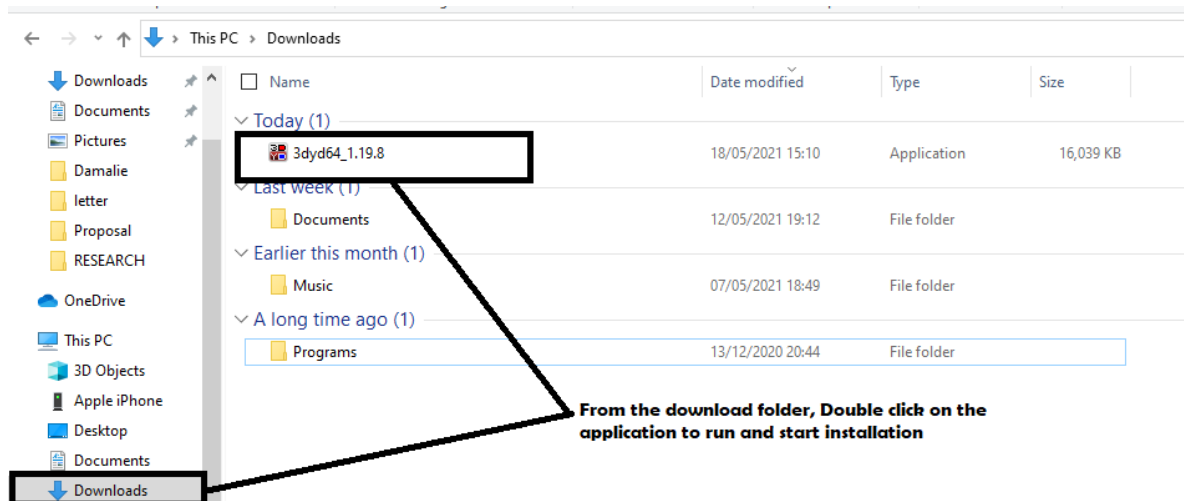 This PC > Downloads
Downloads
Documents
Pictures
Damalie
letter
Proposal
RESEARCH
OneDrive
This PC
3D Objects
Apple iPhone
Desktop
Documents
Downloads
Name Date modified Type Size
Today (1)
3dyd64_1.19.8 18/05/2021 15:10 Application 16,039 KB
Last week (1)
Documents 12/05/2021 19:12 File folder
Earlier this month (1)
Music 07/05/2021 18:49 File folder
A long time ago (1)
Programs 13/12/2020 20:44 File folder
From the download folder, Double click on the
application to run and start installation